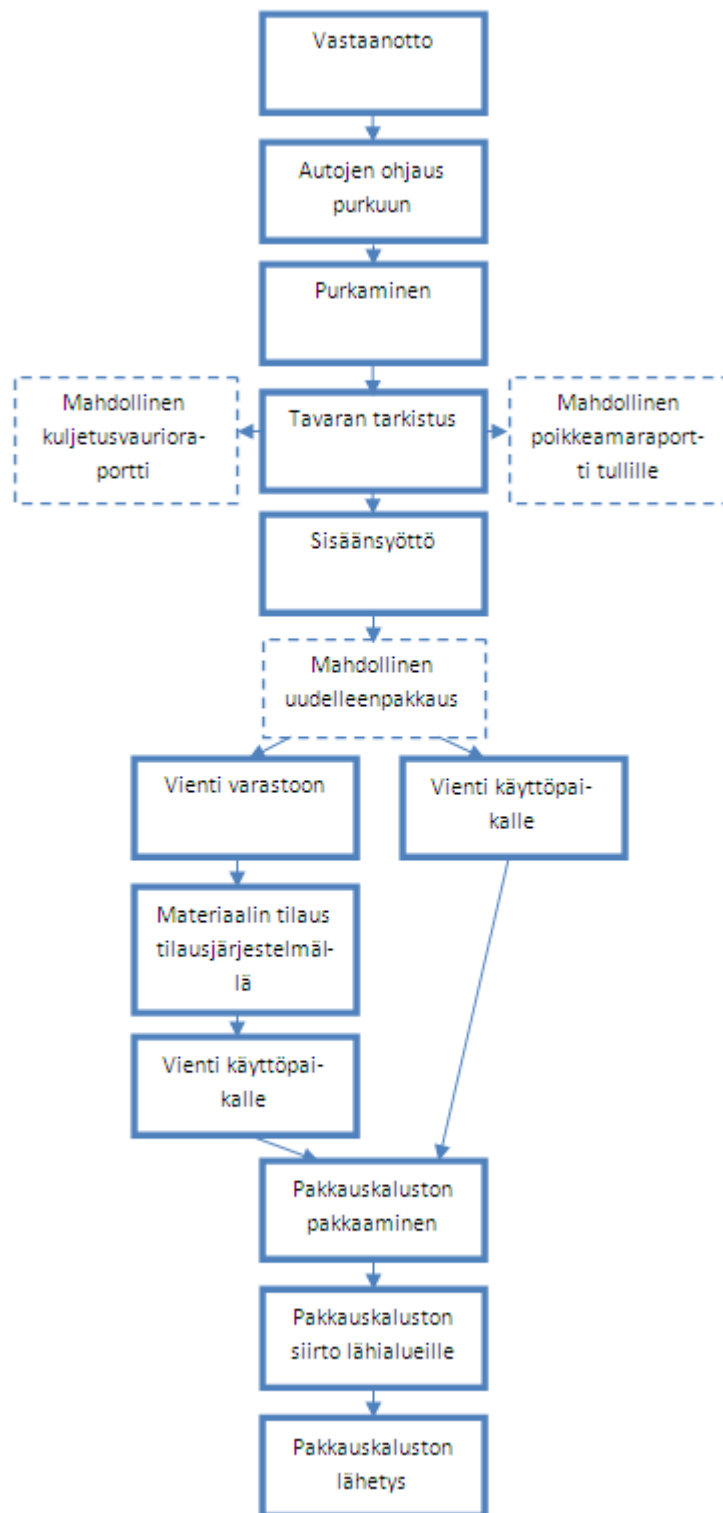 Vastaanotto
Autojen ohjaus
purkuun
Purkaminen
Mahdollinen
kuljetusvauriora-
portti
Tavaran tarkistus
Mahdollinen
poikkeamaraport-
ti tullille
Sisäänsyöttö
Mahdollinen
uudelleenpakkaus
Vienti varastoon
Vienti käyttöpai-
kalle
Materiaalin tilaus
tilausjärjestelmäl-
lä
Vienti käyttöpai-
kalle
Pakkauskaluston
pakkaaminen
Pakkauskaluston
siirto lähialueille
Pakkauskaluston
lähetys